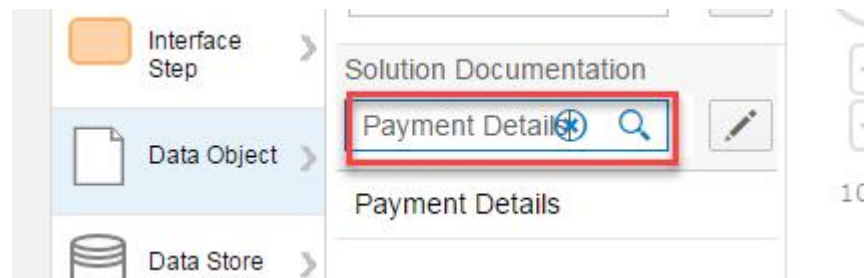 Interface
Step
Solution Documentation
Payment Details
Data Object
Payment Details
Data Store